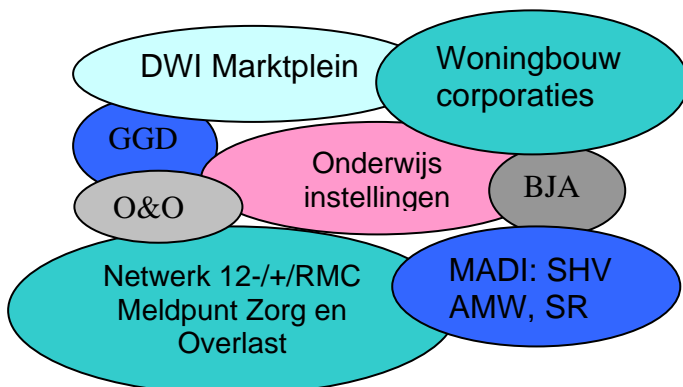 DWI Marktplein
Woningbouw
corporaties
GGD
Onderwijs
instellingen
BJA
O&O
Netwerk 12-/+/RMC
Meldpunt Zorg en
Overlast
MADI: SHV
AMW, SR